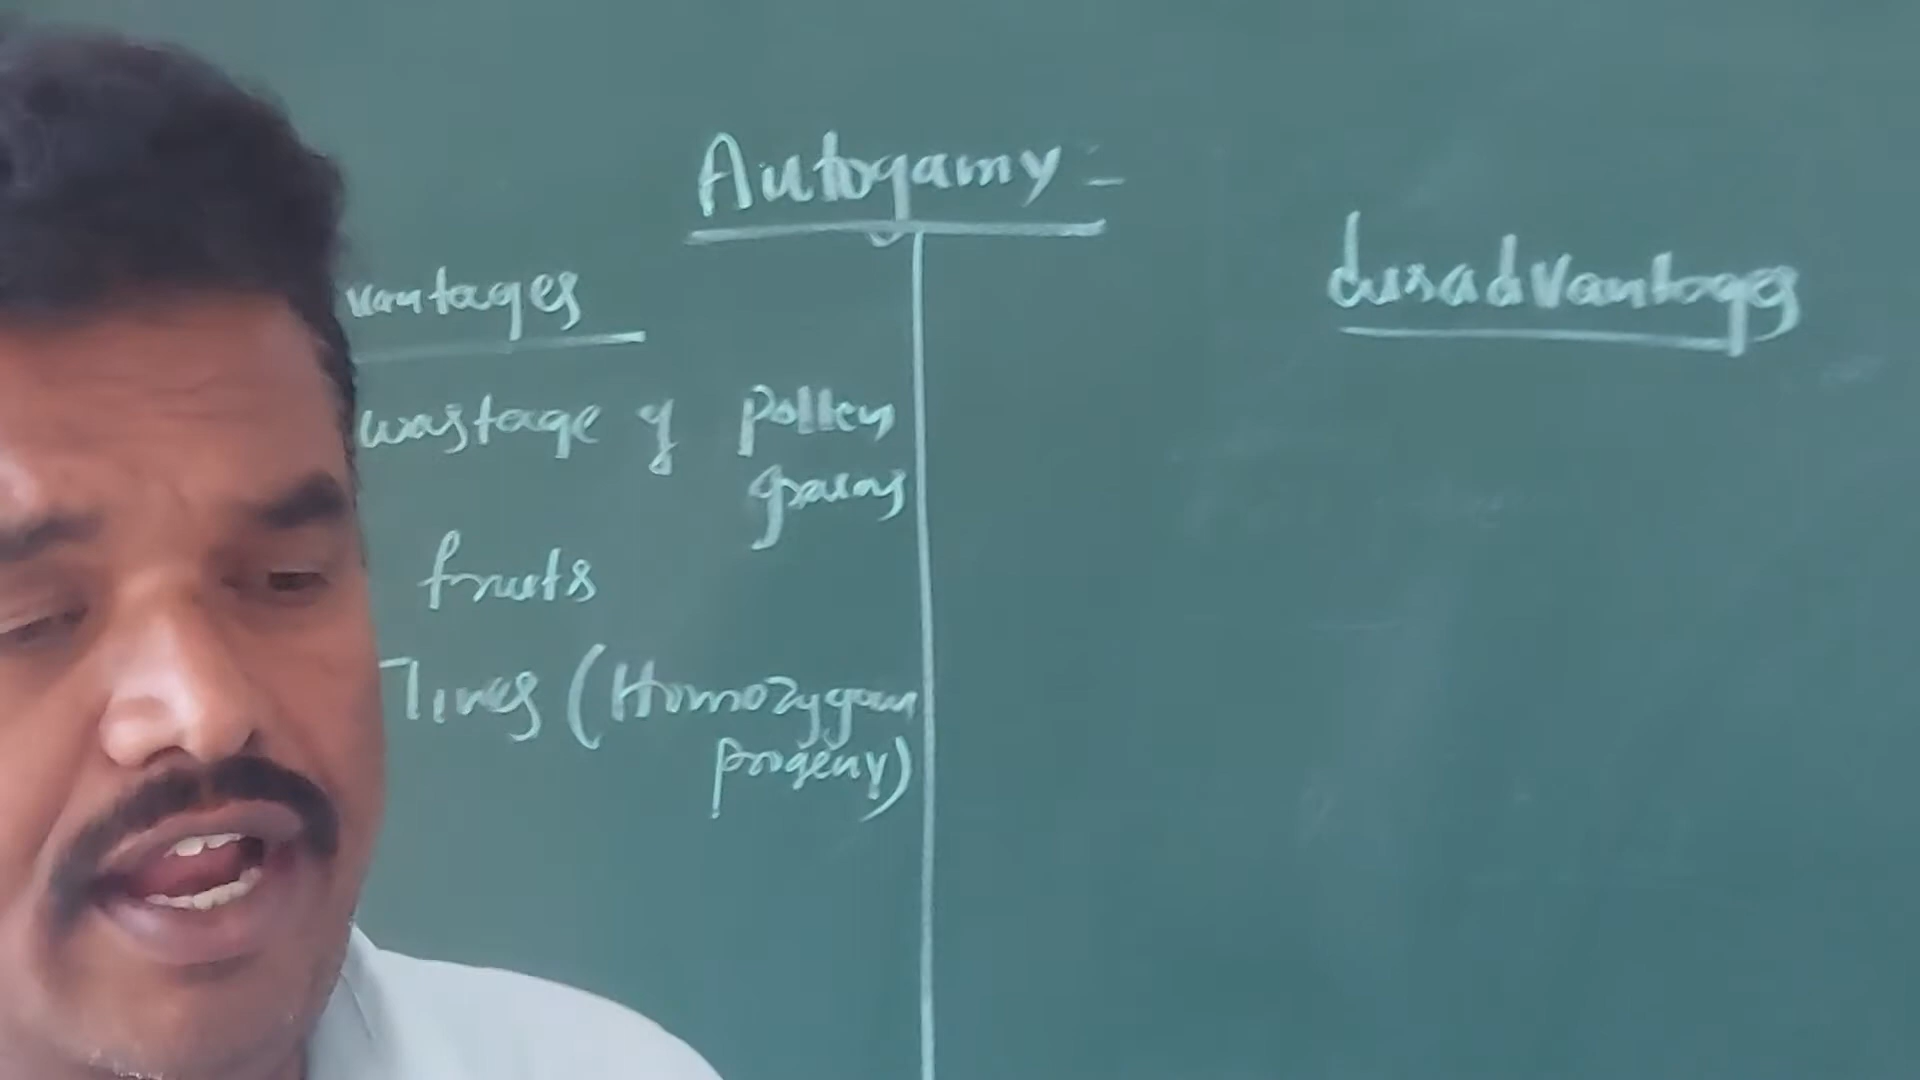 Autogamy -
vantages
disadvantages
wastage of pollen
grains
fruits
lines (Homozygous
progeny)